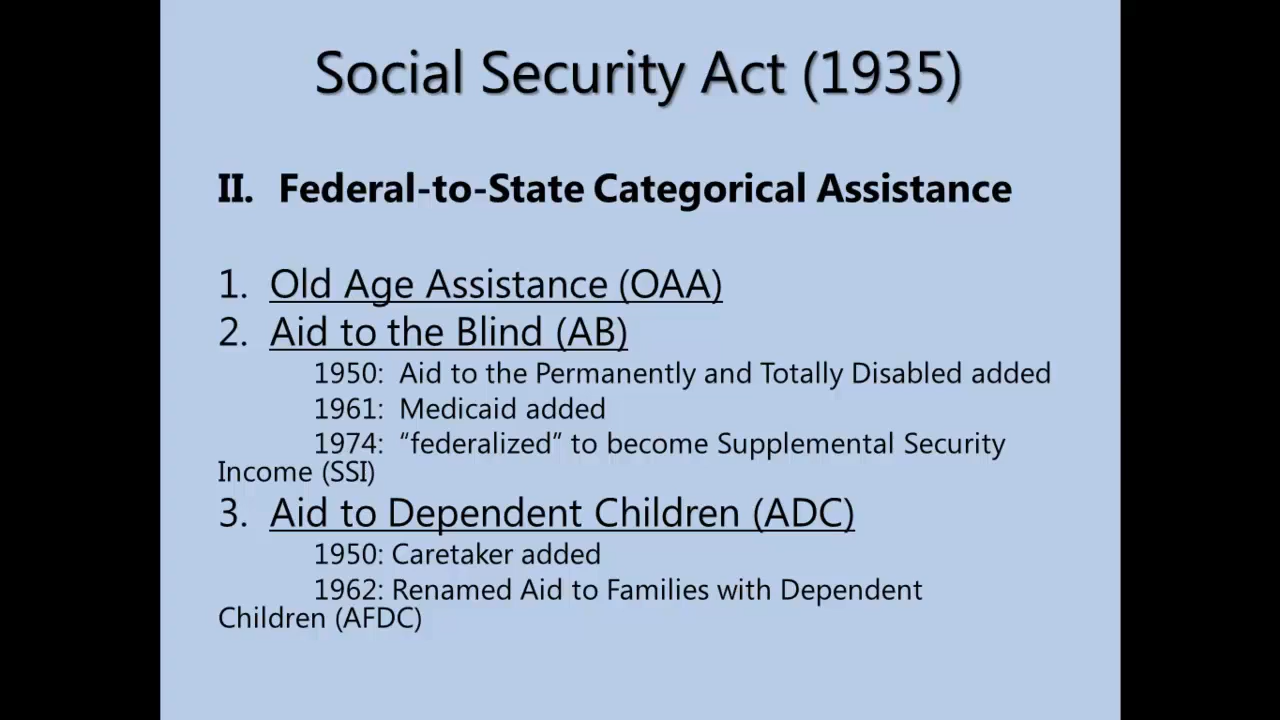 Social Security Act (1935)
II. Federal-to-State Categorical Assistance
1. Old Age Assistance (OAA)
2. Aid to the Blind (AB)
1950: Aid to the Permanently and Totally Disabled added
1961: Medicaid added
1974: “federalized” to become Supplemental Security
Income (SSI)
3. Aid to Dependent Children (ADC)
1950: Caretaker added
1962: Renamed Aid to Families with Dependent
Children (AFDC)